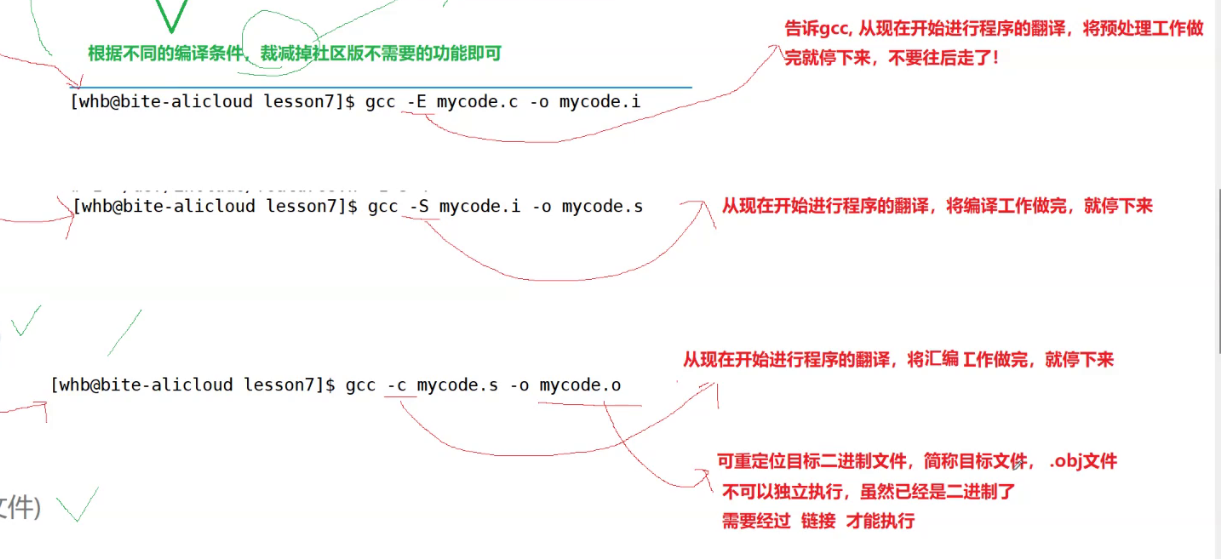 告诉gcc, 从现在开始进行程序的翻译，将预处理工作做
完就停下来，不要往后走了！
根据不同的编译条件，裁减掉社区版不需要的功能即可
[whb@bite-alicloud lesson7]$ gcc -E mycode.c -o mycode.i
[whb@bite-alicloud lesson7]$ gcc -S mycode.i -o mycode.s
从现在开始进行程序的翻译，将编译工作做完，就停下来
从现在开始进行程序的翻译，将汇编 工作做完，就停下来
[whb@bite-alicloud lesson7]$ gcc -c mycode.s -o mycode.o
可重定位目标二进制文件，简称目标文件， .obj文件
不可以独立执行，虽然已经是二进制了
需要经过 链接 才能执行
文件)